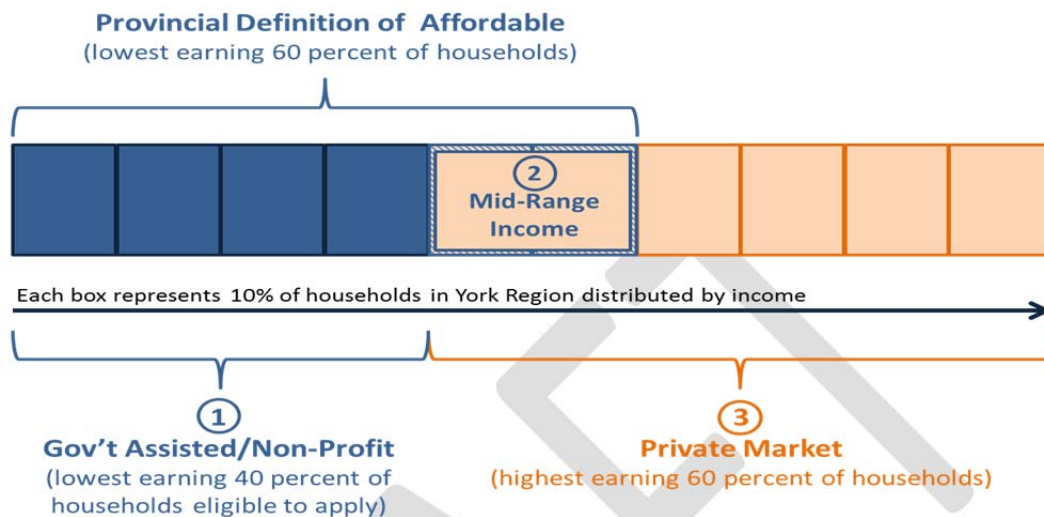 Provincial Definition of Affordable
(lowest earning 60 percent of households)
2
Mid-Range
Income
Each box represents 10% of households in York Region distributed by income
1
Gov't Assisted/Non-Profit
(lowest earning 40 percent of
households eligible to apply)
3
Private Market
(highest earning 60 percent of households)